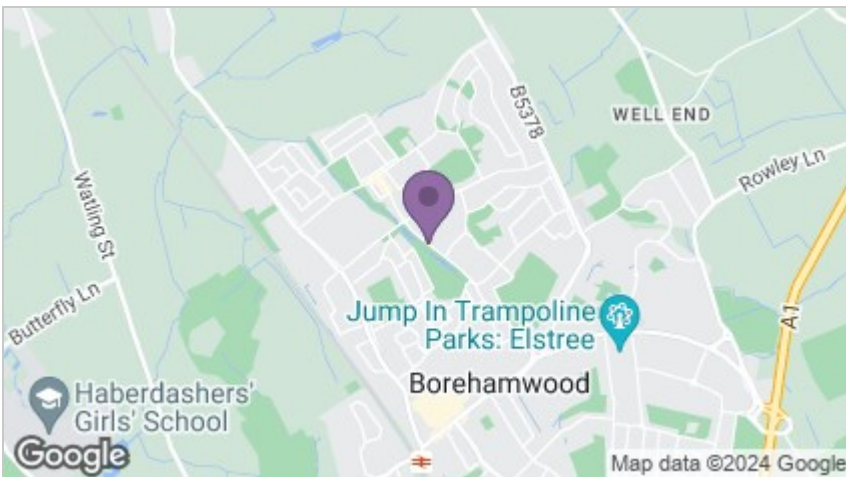 B5378
WELL END
Rowley Ln
Watling St
Butterfly Ln
A1
Jump In Trampoline
Parks: Elstree
Haberdashers'
Girls' School
Borehamwood
Google
Map data ©2024 Google